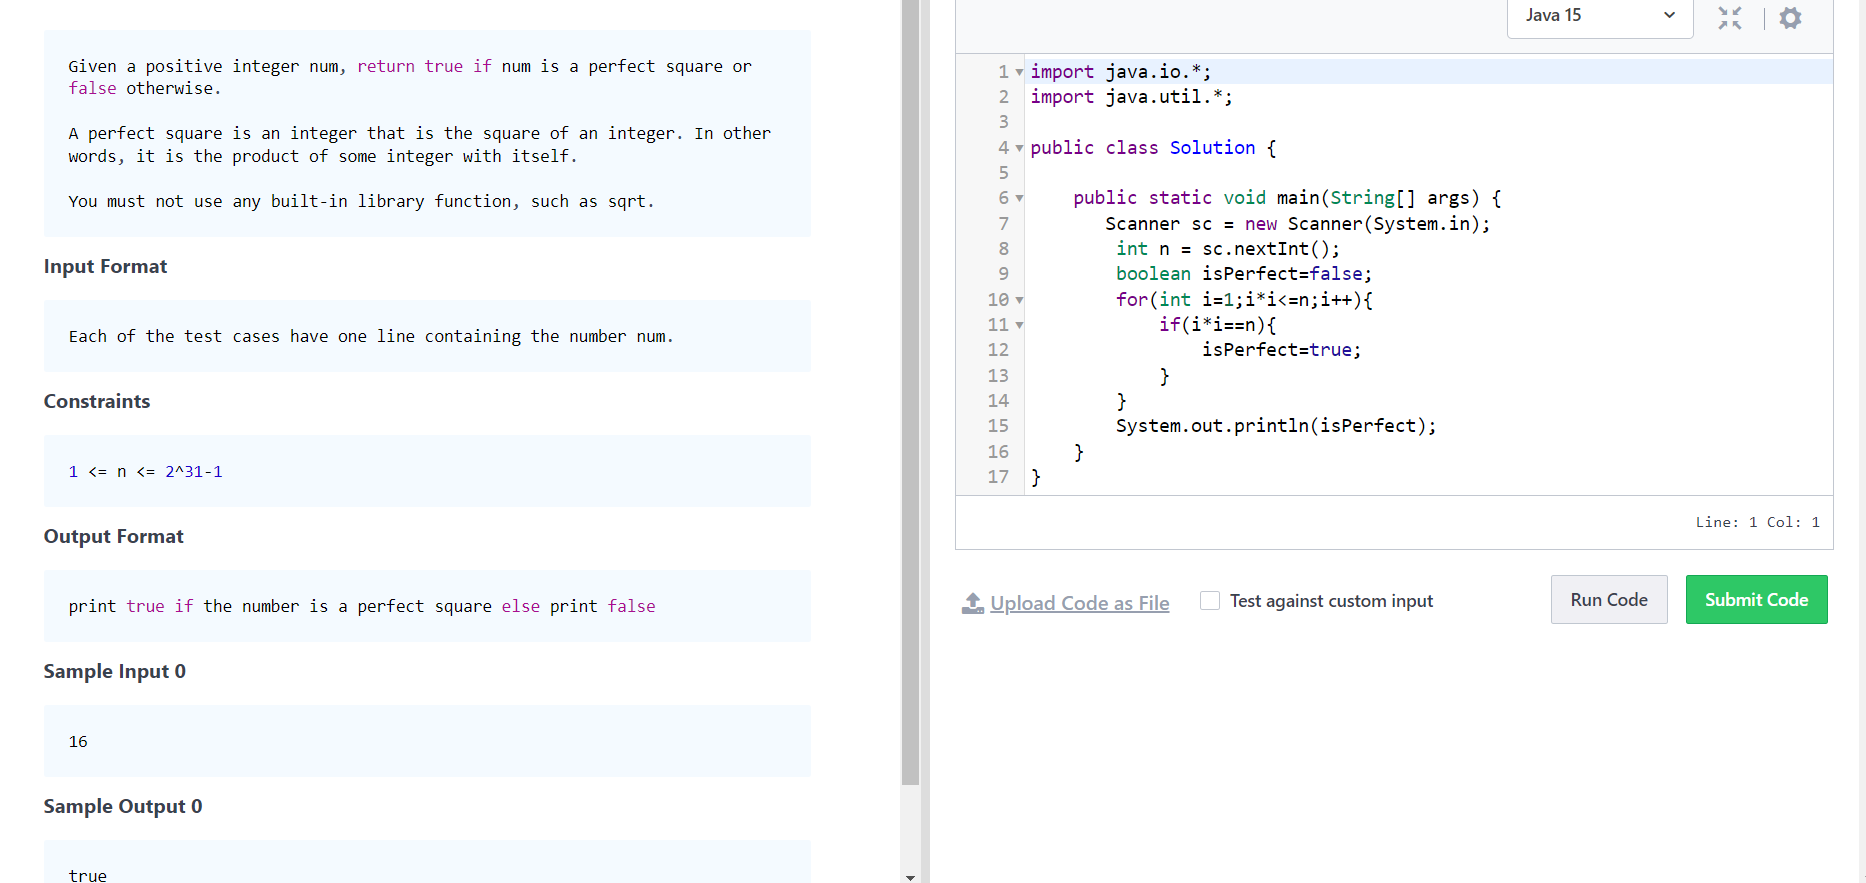 Given a positive integer num, return true if num is a perfect square or
false otherwise.
A perfect square is an integer that is the square of an integer. In other
words, it is the product of some integer with itself.
You must not use any built-in library function, such as sqrt.
Input Format
Each of the test cases have one line containing the number num.
Constraints
1 <= n <= 2^31-1
Output Format
print true if the number is a perfect square else print false
Sample Input 0
16
Sample Output 0
true
Java 15
1 import java.io.*;
2 import java.util.*;
3
4 public class Solution {
5
6     public static void main(String[] args) {
7        Scanner sc = new Scanner(System.in);
8         int n = sc.nextInt();
9         boolean isPerfect=false;
10         for(int i=1;i*i<=n;i++){
11             if(i*i==n){
12                 isPerfect=true;
13             }
14         }
15         System.out.println(isPerfect);
16     }
17 }
Line: 1 Col: 1
Upload Code as File
Test against custom input
Run Code
Submit Code